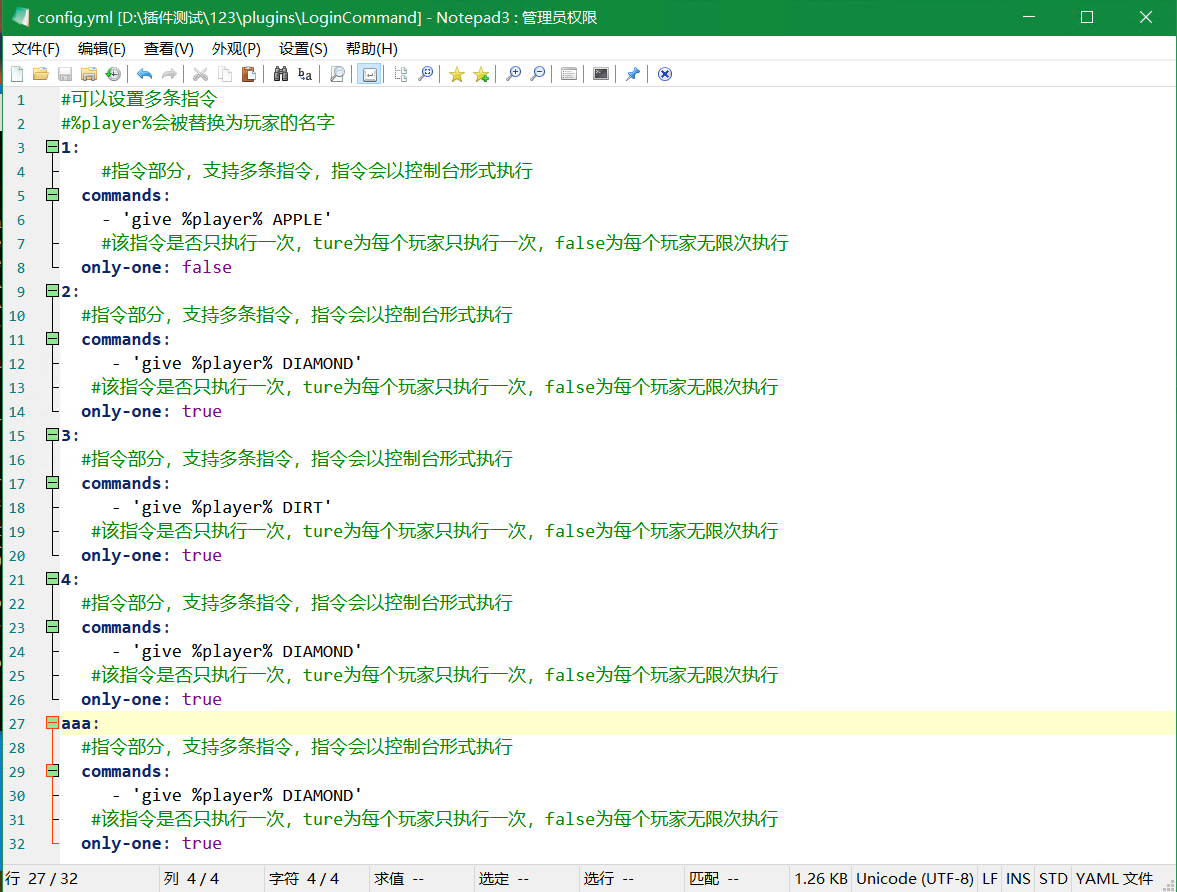 config.yml [D:\插件测试\123\plugins\LoginCommand] - Notepad3 : 管理员权限
文件(F) 编辑(E) 查看(V) 外观(P) 设置(S) 帮助(H)
1 #可以设置多条指令
2 #%player%会被替换为玩家的名字
3 1:
4 #指令部分，支持多条指令，指令会以控制台形式执行
5 commands:
6 - 'give %player% APPLE'
7 #该指令是否只执行一次，ture为每个玩家只执行一次，false为每个玩家无限次执行
8 only-one: false
9 2:
10 #指令部分，支持多条指令，指令会以控制台形式执行
11 commands:
12 - 'give %player% DIAMOND'
13 #该指令是否只执行一次，ture为每个玩家只执行一次，false为每个玩家无限次执行
14 only-one: true
15 3:
16 #指令部分，支持多条指令，指令会以控制台形式执行
17 commands:
18 - 'give %player% DIRT'
19 #该指令是否只执行一次，ture为每个玩家只执行一次，false为每个玩家无限次执行
20 only-one: true
21 4:
22 #指令部分，支持多条指令，指令会以控制台形式执行
23 commands:
24 - 'give %player% DIAMOND'
25 #该指令是否只执行一次，ture为每个玩家只执行一次，false为每个玩家无限次执行
26 only-one: true
27 aaa:
28 #指令部分，支持多条指令，指令会以控制台形式执行
29 commands:
30 - 'give %player% DIAMOND'
31 #该指令是否只执行一次，ture为每个玩家只执行一次，false为每个玩家无限次执行
32 only-one: true
行 27 / 32 列 4 / 4 字符 4 / 4 求值 -- 选定 -- 选行 -- 匹配 -- 1.26 KB Unicode (UTF-8) LF INS STD YAML 文件